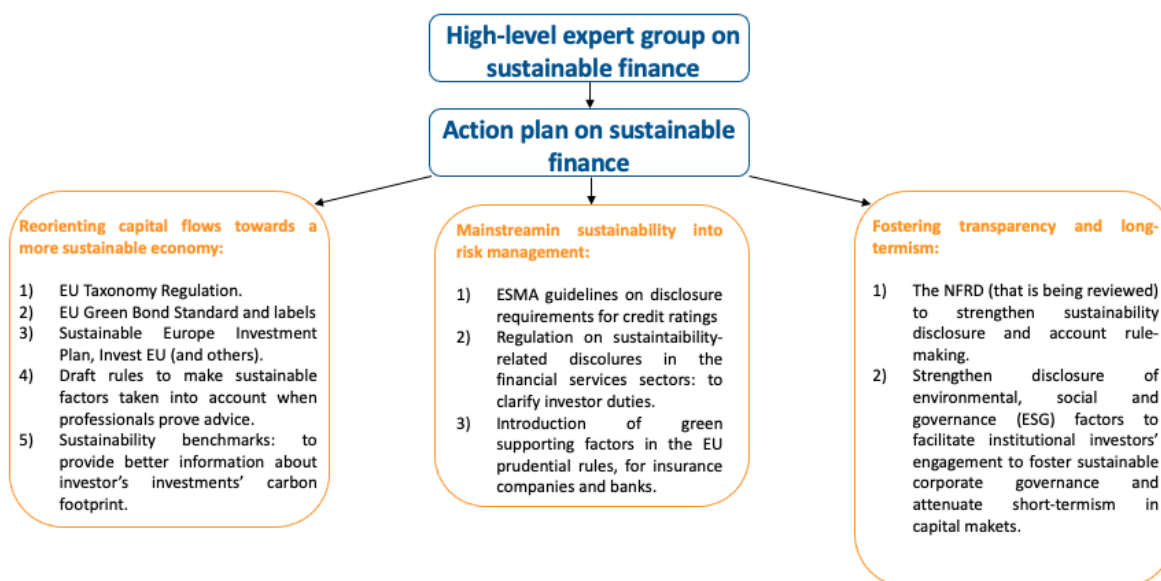 High-level expert group on
sustainable finance
Action plan on sustainable
finance
Reorienting capital flows towards a
more sustainable economy:
1) EU Taxonomy Regulation.
2) EU Green Bond Standard and labels
3) Sustainable Europe Investment
Plan, Invest EU (and others).
4) Draft rules to make sustainable
factors taken into account when
professionals prove advice.
5) Sustainability benchmarks: to
provide better information about
investor's investments' carbon
footprint.
Mainstreamin sustainability into
risk management:
1) ESMA guidelines on disclosure
requirements for credit ratings
2) Regulation on sustaintaibility-
related discolures in the
financial services sectors: to
clarify investor duties.
3) Introduction of green
supporting factors in the EU
prudential rules, for insurance
companies and banks.
Fostering transparency and long-
termism:
1) The NFRD (that is being reviewed)
to strengthen sustainability
disclosure and account rule-
making.
2) Strengthen disclosure of
environmental, social and
governance (ESG) factors to
facilitate institutional investors'
engagement to foster sustainable
corporate governance and
attenuate short-termism in
capital makets.